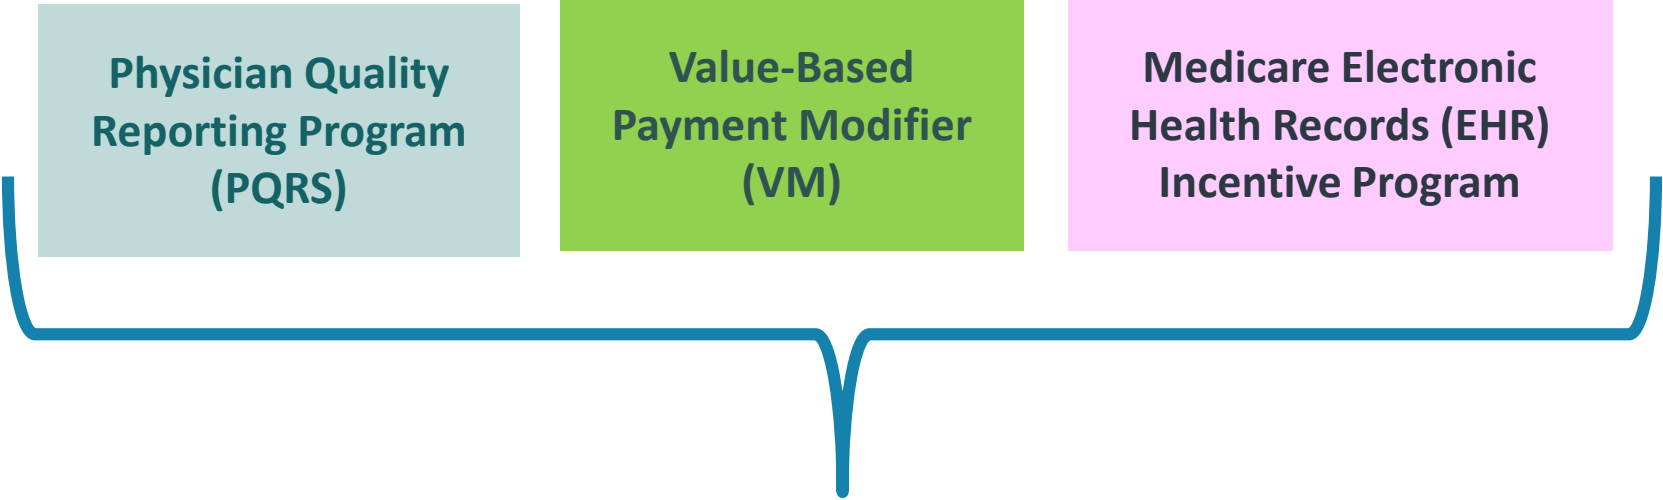 Physician Quality
Reporting Program
(PQRS)
Value-Based
Payment Modifier
(VM)
Medicare Electronic
Health Records (EHR)
Incentive Program